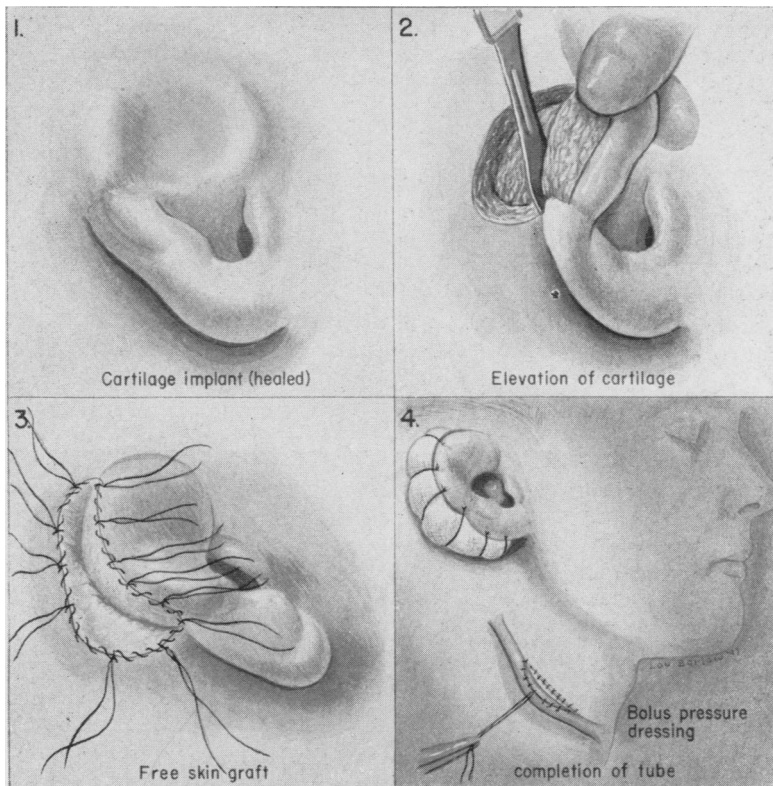 1.
Cartilage implant (healed)
2.
Elevation of cartilage
3.
Free skin graft
4.
Bolus pressure
dressing
completion of tube